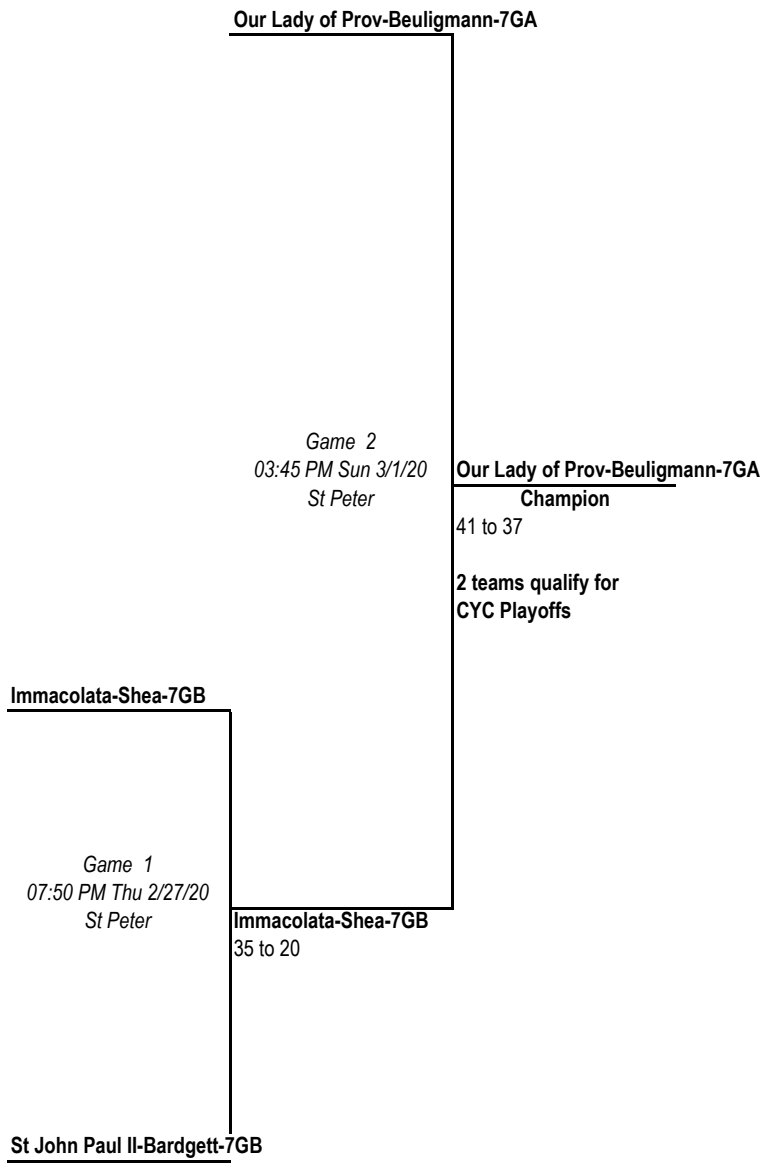 Our Lady of Prov-Beuligmann-7GA
Game 2
03:45 PM Sun 3/1/20
St Peter
Our Lady of Prov-Beuligmann-7GA
Champion
41 to 37
2 teams qualify for
CYC Playoffs
Immacolata-Shea-7GB
Game 1
07:50 PM Thu 2/27/20
St Peter
Immacolata-Shea-7GB
35 to 20
St John Paul II-Bardgett-7GB